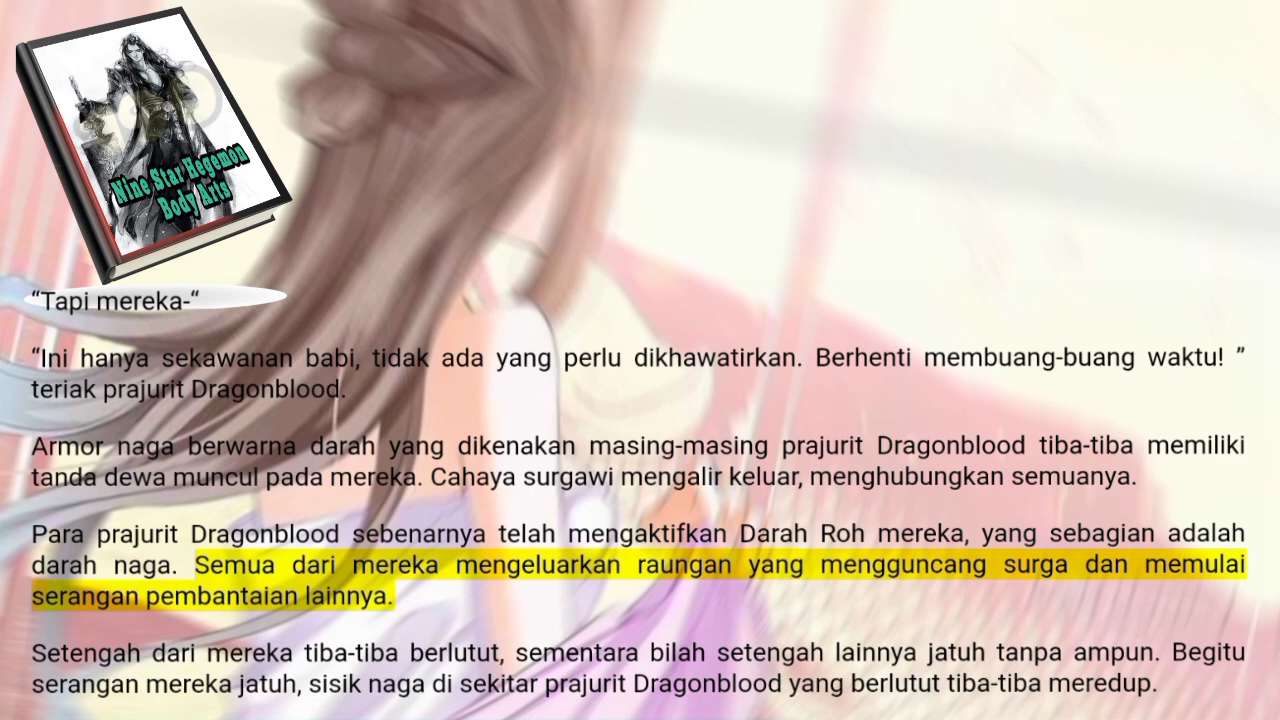 Nine Star Hegemon
Body Arts
“Tapi mereka-“
“Ini hanya sekawanan babi, tidak ada yang perlu dikhawatirkan. Berhenti membuang-buang waktu! ”
teriak prajurit Dragonblood.
Armor naga berwarna darah yang dikenakan masing-masing prajurit Dragonblood tiba-tiba memiliki
tanda dewa muncul pada mereka. Cahaya surgawi mengalir keluar, menghubungkan semuanya.
Para prajurit Dragonblood sebenarnya telah mengaktifkan Darah Roh mereka, yang sebagian adalah
darah naga. Semua dari mereka mengeluarkan raungan yang mengguncang surga dan memulai
serangan pembantaian lainnya.
Setengah dari mereka tiba-tiba berlutut, sementara bilah setengah lainnya jatuh tanpa ampun. Begitu
serangan mereka jatuh, sisik naga di sekitar prajurit Dragonblood yang berlutut tiba-tiba meredup.